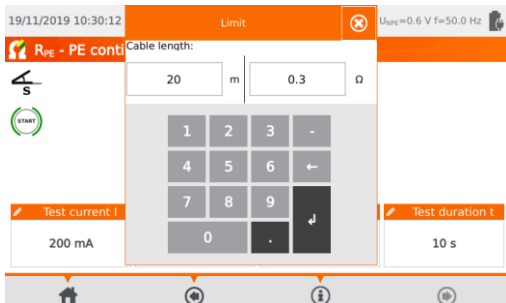 19/11/2019 10:30:12
Limit
UNPE=0.6 V f=50.0 Hz
RPE - PE conti
Cable length:
20 m 0.3 Ω
S
START
1 2 3 -
4 5 6 ←
7 8 9 ↲
0 .
Test current I
Test duration t
200 mA
10 s